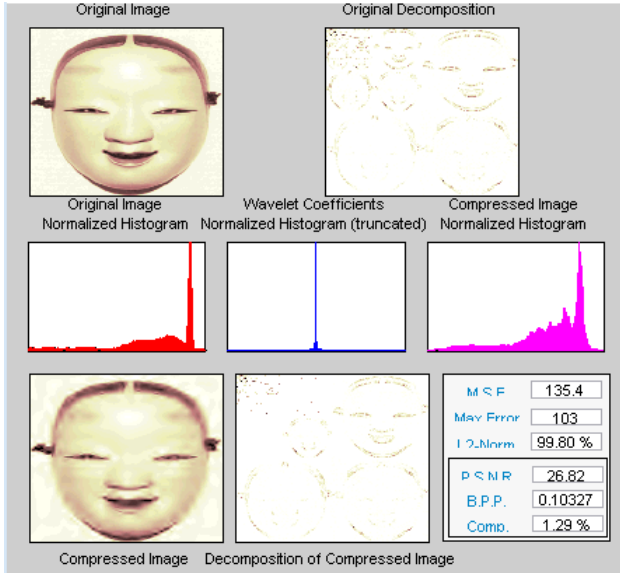 Original Image
Original Decomposition
Original Image
Normalized Histogram
Wavelet Coefficients
Normalized Histogram (truncated)
Compressed Image
Normalized Histogram
M.S.E. 135.4
Max Error 103
L2-Norm 99.80 %
P.S.N.R. 26.82
B.P.P. 0.10327
Comp. 1.29 %
Compressed Image
Decomposition of Compressed Image